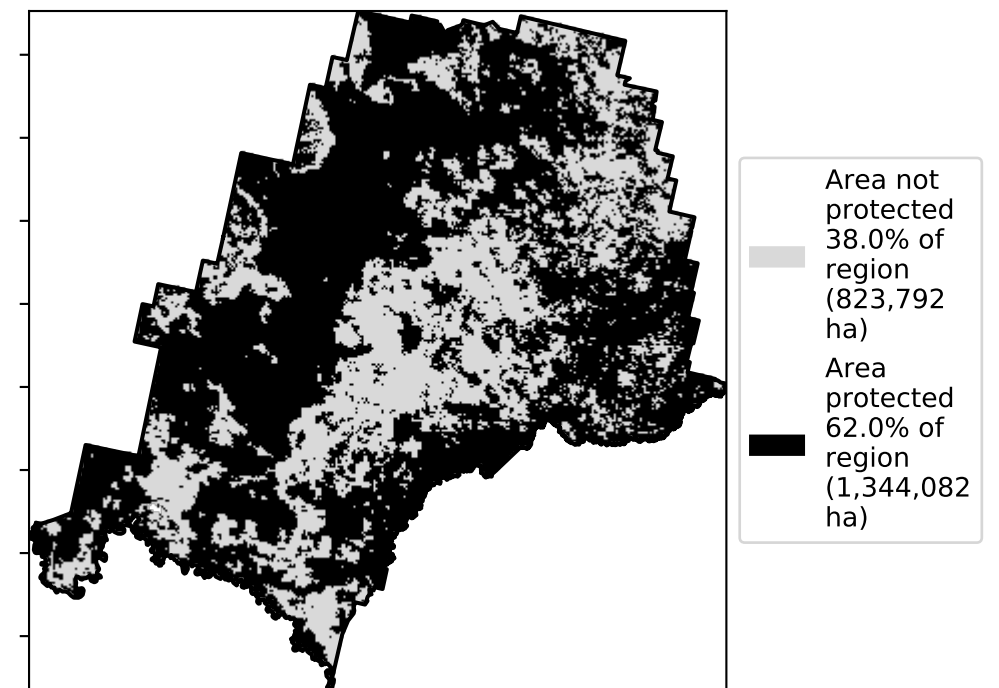 Area not
protected
38.0% of
region
(823,792
ha)
Area
protected
62.0% of
region
(1,344,082
ha)